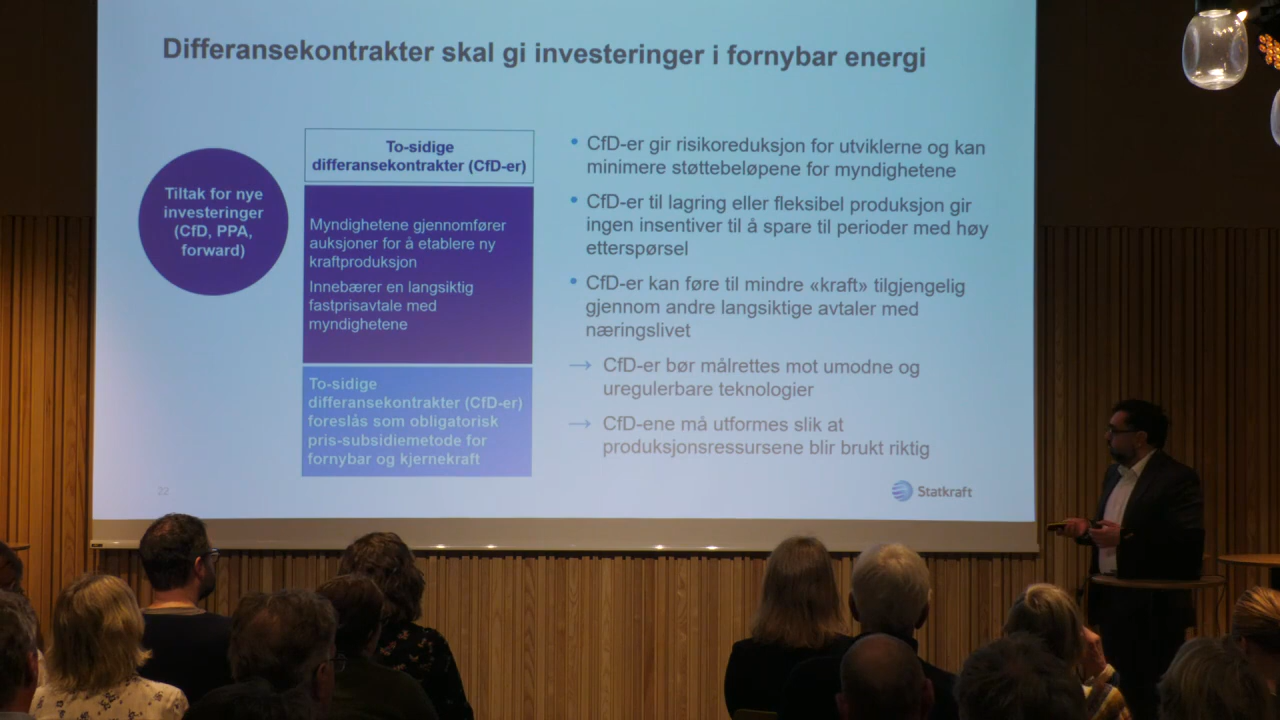 Differansekontrakter skal gi investeringer i fornybar energi
Tiltak for nye
investeringer
(CfD, PPA,
forward)
To-sidige
differansekontrakter (CfD-er)
Myndighetene gjennomfører
auksjoner for å etablere ny
kraftproduksjon
Innebærer en langsiktig
fastprisavtale med
myndighetene
To-sidige
differansekontrakter (CfD-er)
foreslås som obligatorisk
pris-subsidiemetode for
fornybar og kjernekraft
• CfD-er gir risikoreduksjon for utviklerne og kan
minimere støttebeløpene for myndighetene
• CfD-er til lagring eller fleksibel produksjon gir
ingen insentiver til å spare til perioder med høy
etterspørsel
• CfD-er kan føre til mindre «kraft» tilgjengelig
gjennom andre langsiktige avtaler med
næringslivet
→ CfD-er bør målrettes mot umodne og
uregulerbare teknologier
→ CfD-ene må utformes slik at
produksjonsressursene blir brukt riktig
22
Statkraft